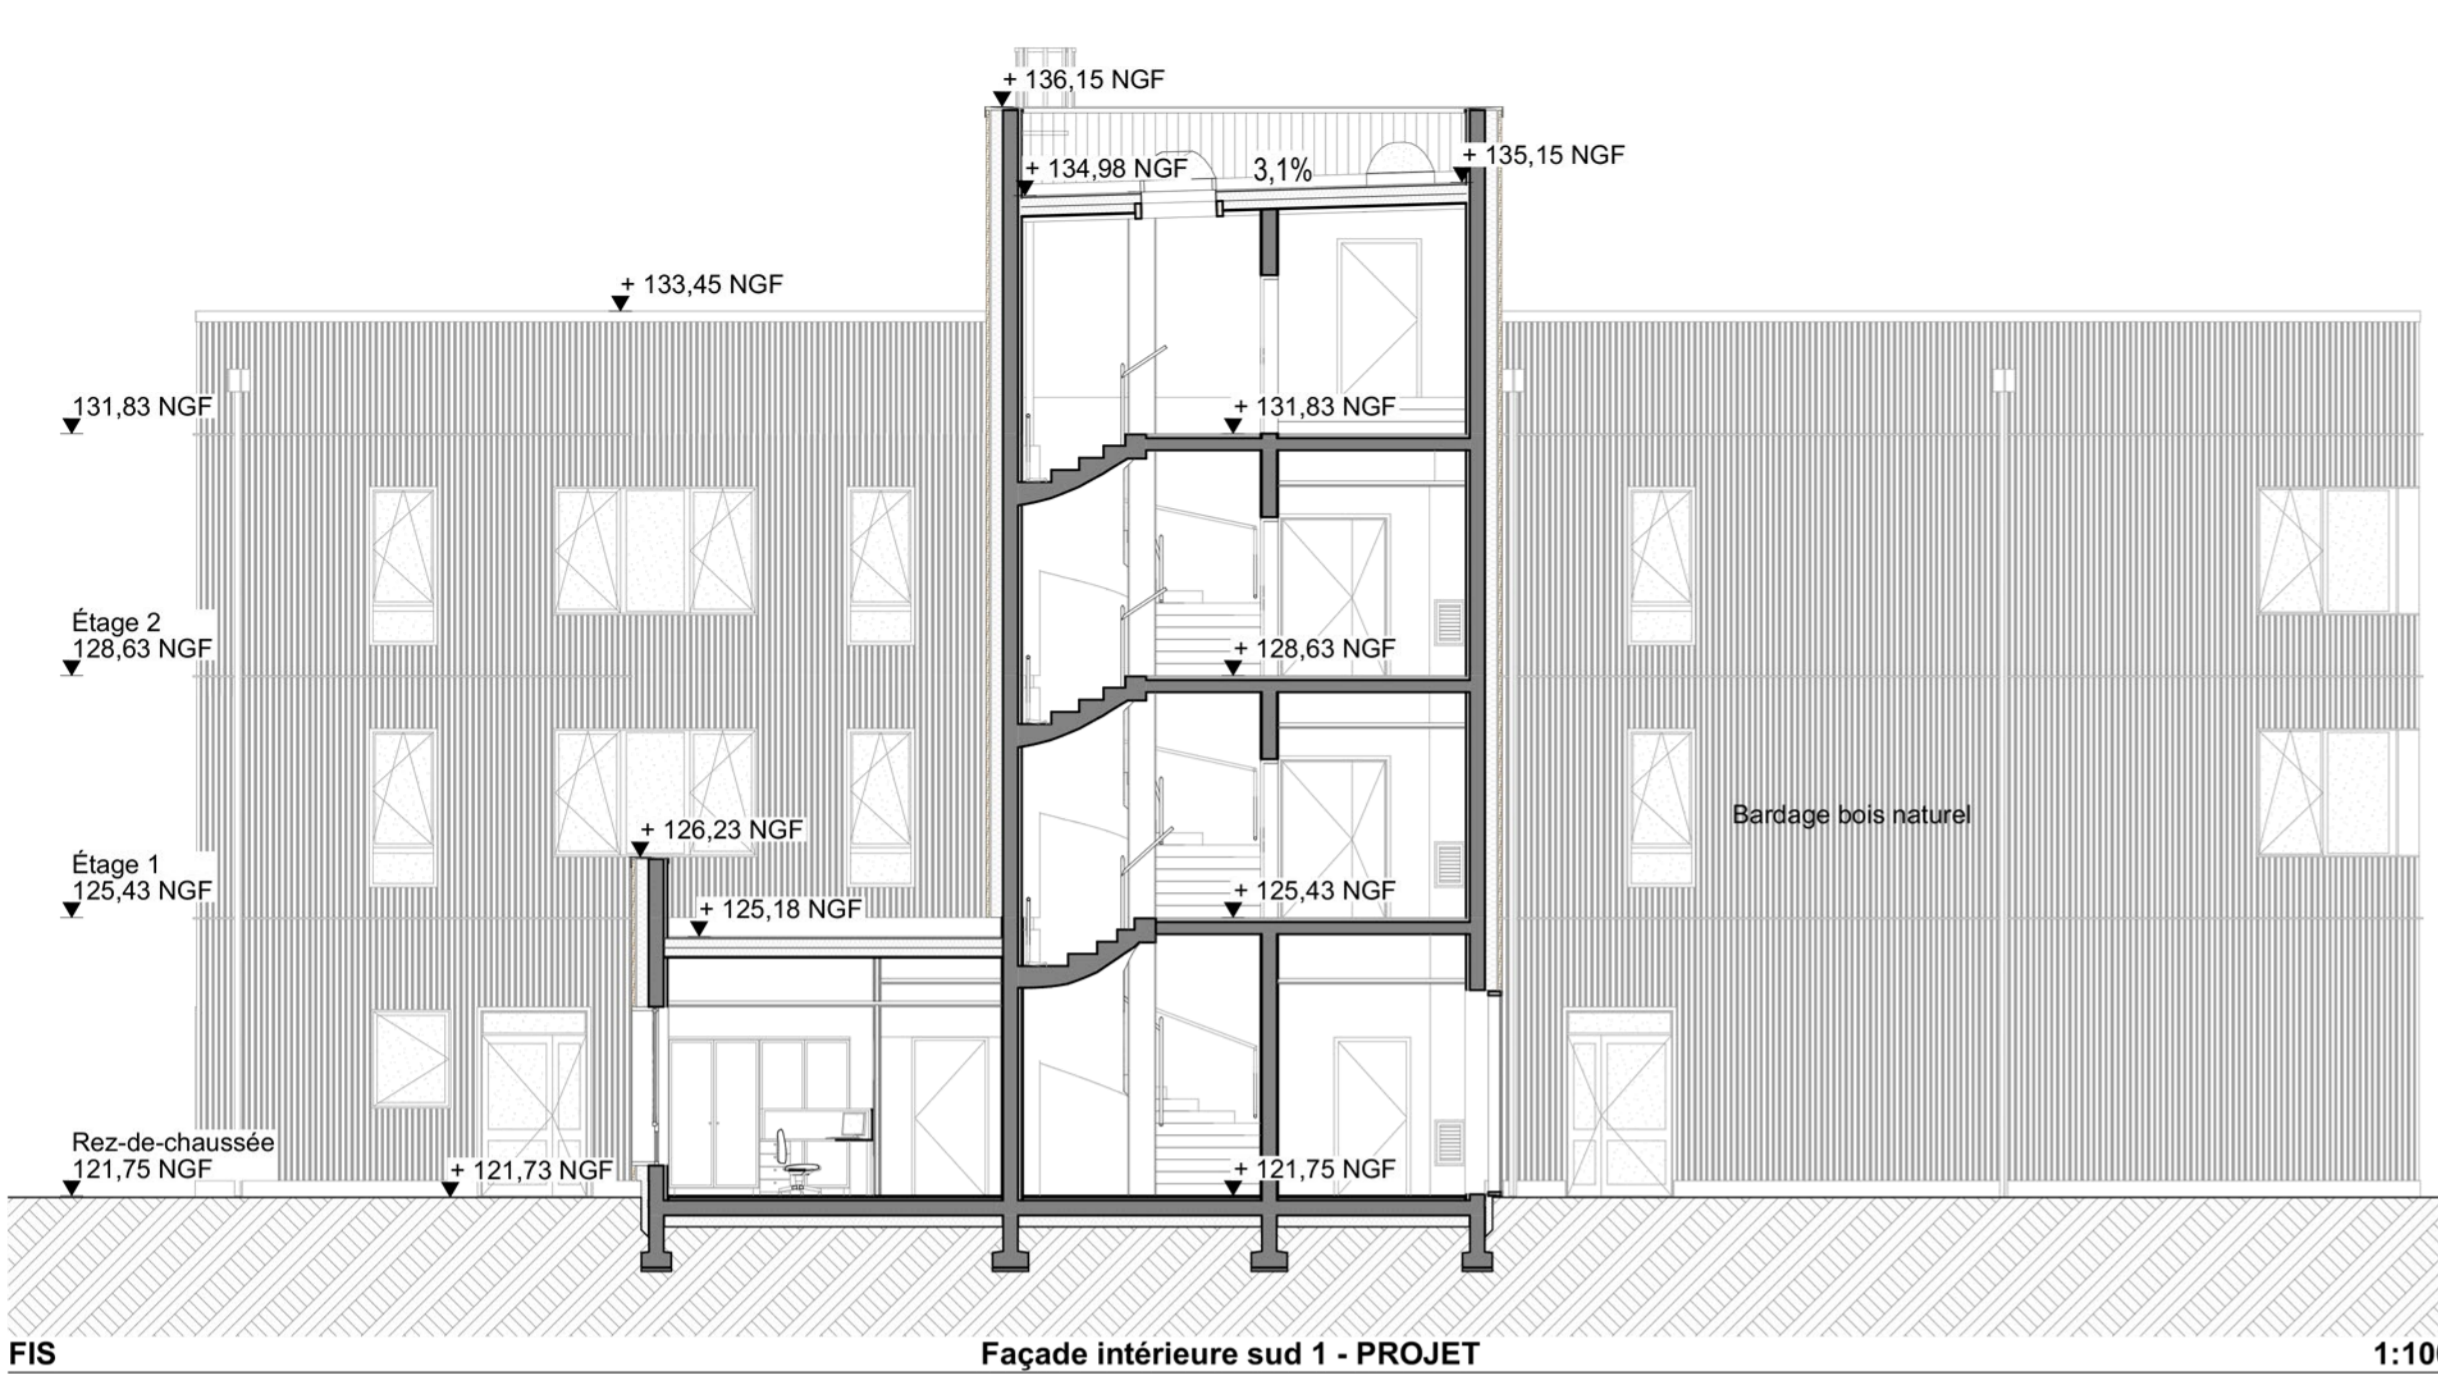 + 136,15 NGF
+ 134,98 NGF
3,1%
+ 135,15 NGF
+ 133,45 NGF
131,83 NGF
+ 131,83 NGF
Étage 2
128,63 NGF
+ 128,63 NGF
Bardage bois naturel
+ 126,23 NGF
Étage 1
125,43 NGF
+ 125,43 NGF
+ 125,18 NGF
Rez-de-chaussée
121,75 NGF
+ 121,73 NGF
+ 121,75 NGF
FIS
Façade intérieure sud 1 - PROJET